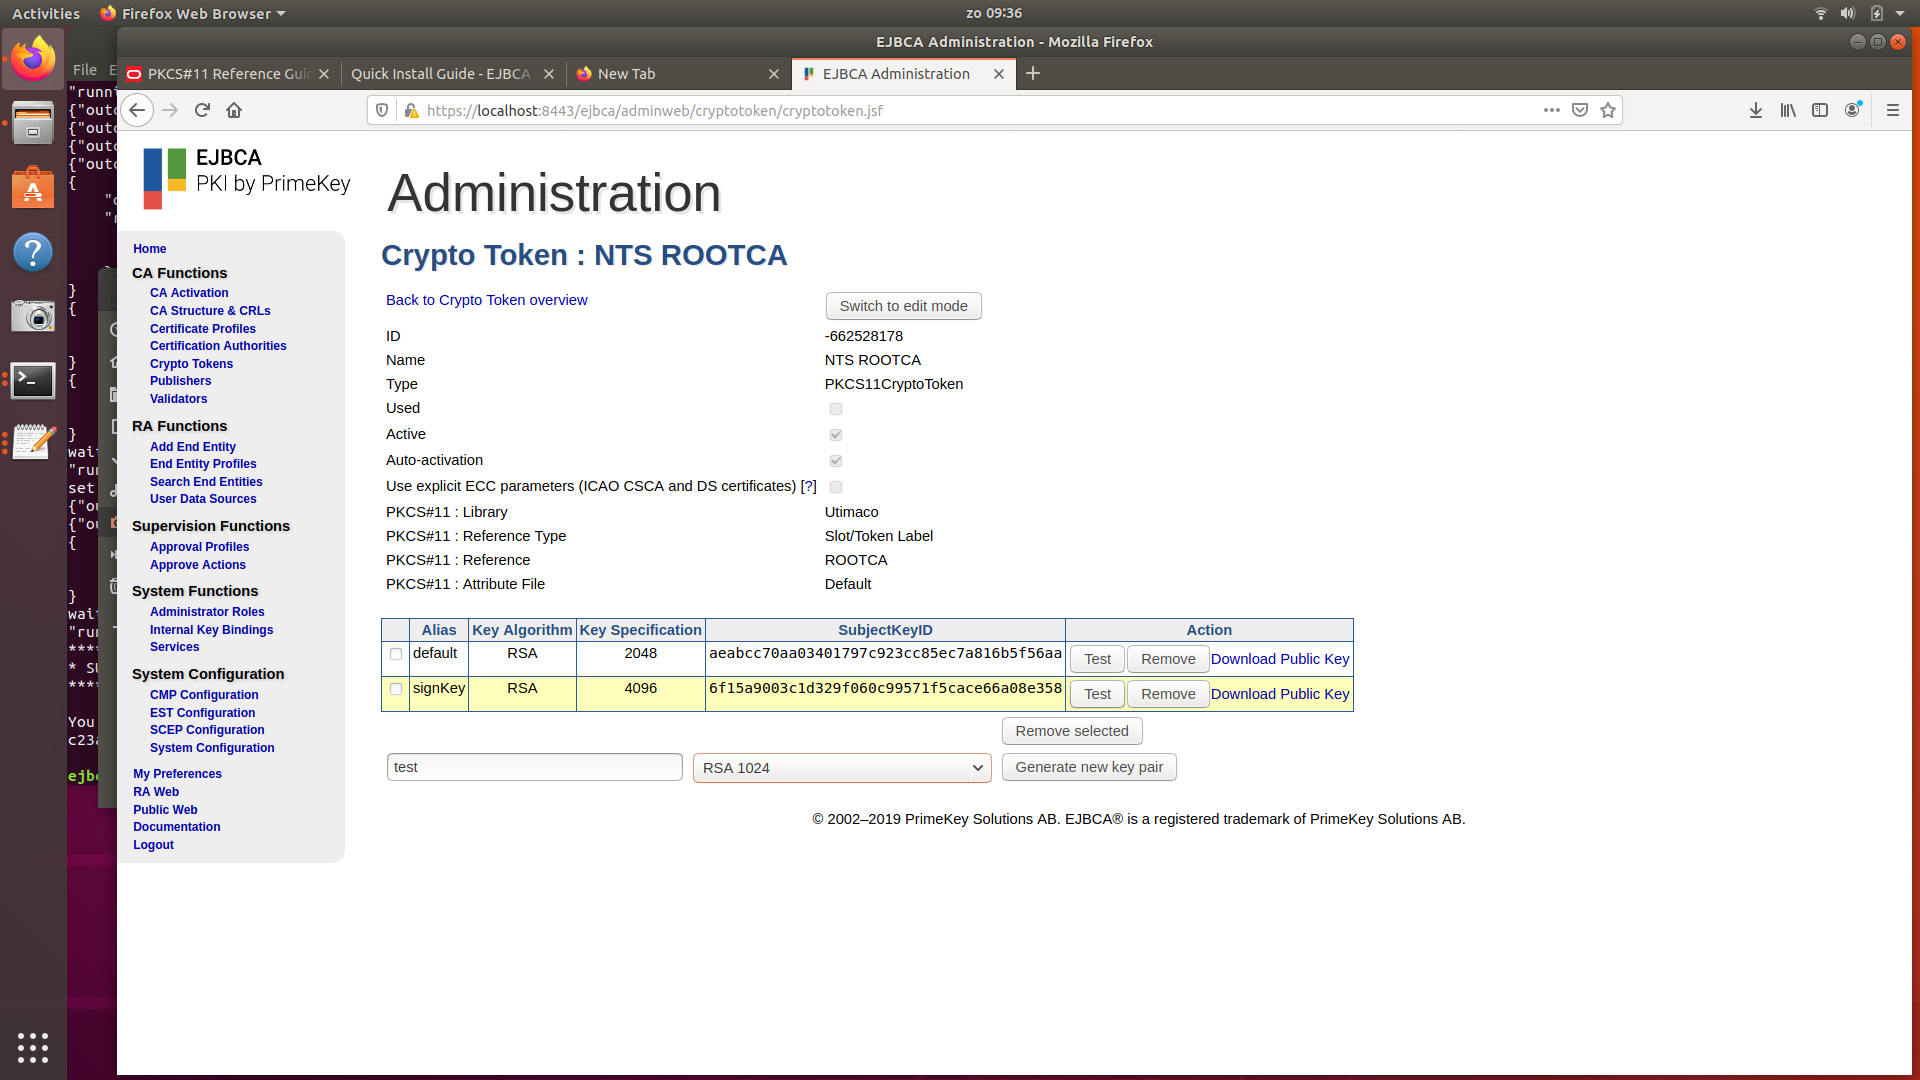 Activities
Firefox Web Browser
zo 09:36
EJBCA Administration - Mozilla Firefox
File
PKCS#11 Reference Guid
Quick Install Guide - EJBCA
New Tab
EJBCA Administration
https://localhost:8443/ejbca/adminweb/cryptotoken/cryptotoken.jsf
EJBCA
PKI by PrimeKey
Administration
Home
CA Functions
CA Activation
CA Structure & CRLs
Certificate Profiles
Certification Authorities
Crypto Tokens
Publishers
Validators
RA Functions
Add End Entity
End Entity Profiles
Search End Entities
User Data Sources
Supervision Functions
Approval Profiles
Approve Actions
System Functions
Administrator Roles
Internal Key Bindings
Services
System Configuration
CMP Configuration
EST Configuration
SCEP Configuration
System Configuration
My Preferences
RA Web
Public Web
Documentation
Logout
Crypto Token : NTS ROOTCA
Back to Crypto Token overview
Switch to edit mode
ID -662528178
Name NTS ROOTCA
Type PKCS11CryptoToken
Used
Active
Auto-activation
Use explicit ECC parameters (ICAO CSCA and DS certificates) [?]
PKCS#11 : Library Utimaco
PKCS#11 : Reference Type Slot/Token Label
PKCS#11 : Reference ROOTCA
PKCS#11 : Attribute File Default
Alias Key Algorithm Key Specification SubjectKeyID Action
default RSA 2048 aeabcc70aa03401797c923cc85ec7a816b5f56aa Test Remove Download Public Key
signKey RSA 4096 6f15a9003c1d329f060c99571f5cace66a08e358 Test Remove Download Public Key
Remove selected
test RSA 1024 Generate new key pair
© 2002–2019 PrimeKey Solutions AB. EJBCA® is a registered trademark of PrimeKey Solutions AB.